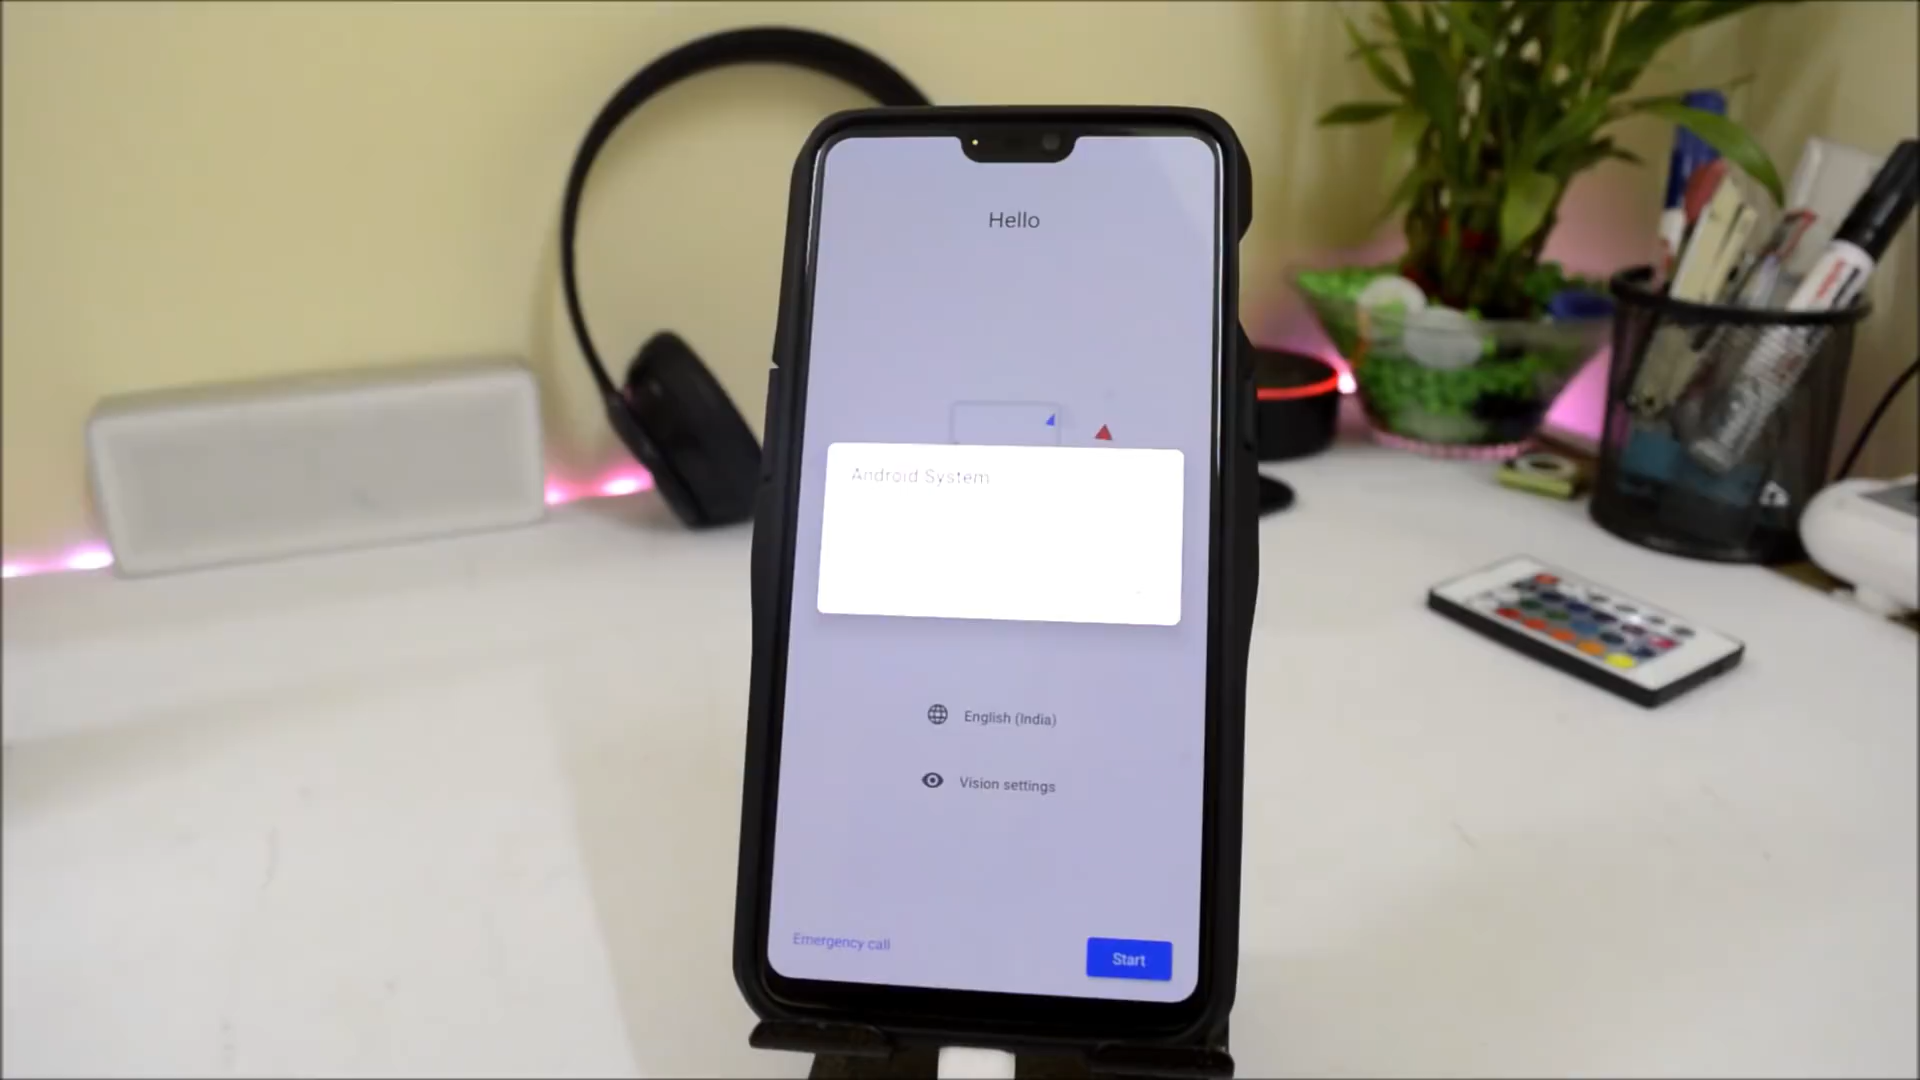 Hello
Android System
English (India)
Vision settings
Emergency call
Start